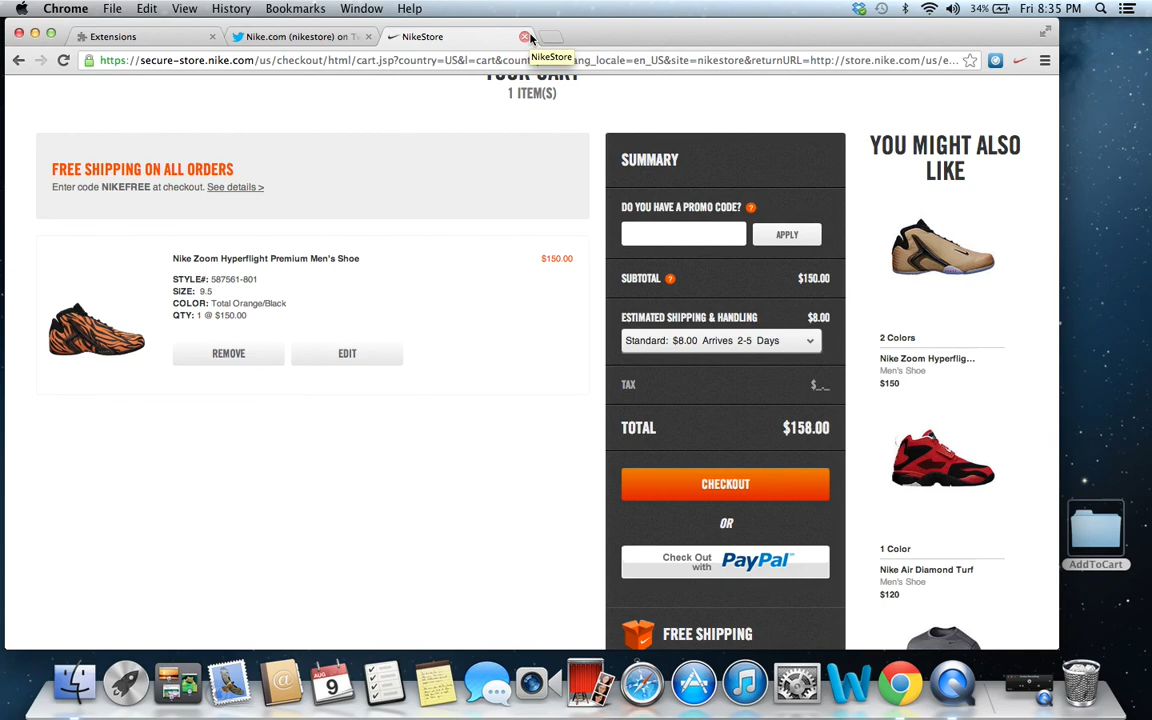 Chrome File Edit View History Bookmarks Window Help 34% Fri 8:35 PM
Extensions Nike.com (nikestore) on Tw NikeStore
NikeStore
https://secure-store.nike.com/us/checkout/html/cart.jsp?country=US&l=cart&count ng_locale=en_US&site=nikestore&returnURL=http://store.nike.com/us/e...
YOUR CART
1 ITEM(S)
FREE SHIPPING ON ALL ORDERS
Enter code NIKEFREE at checkout. See details >
Nike Zoom Hyperflight Premium Men's Shoe $150.00
STYLE#: 587561-801
SIZE: 9.5
COLOR: Total Orange/Black
QTY: 1 @ $150.00
REMOVE EDIT
SUMMARY
DO YOU HAVE A PROMO CODE? ?
APPLY
SUBTOTAL ? $150.00
ESTIMATED SHIPPING & HANDLING $8.00
Standard: $8.00 Arrives 2-5 Days
TAX $_._
TOTAL $158.00
CHECKOUT
OR
Check Out with PayPal
FREE SHIPPING
YOU MIGHT ALSO
LIKE
2 Colors
Nike Zoom Hyperflig...
Men's Shoe
$150
1 Color
Nike Air Diamond Turf
Men's Shoe
$120
AddToCart
AUG
9